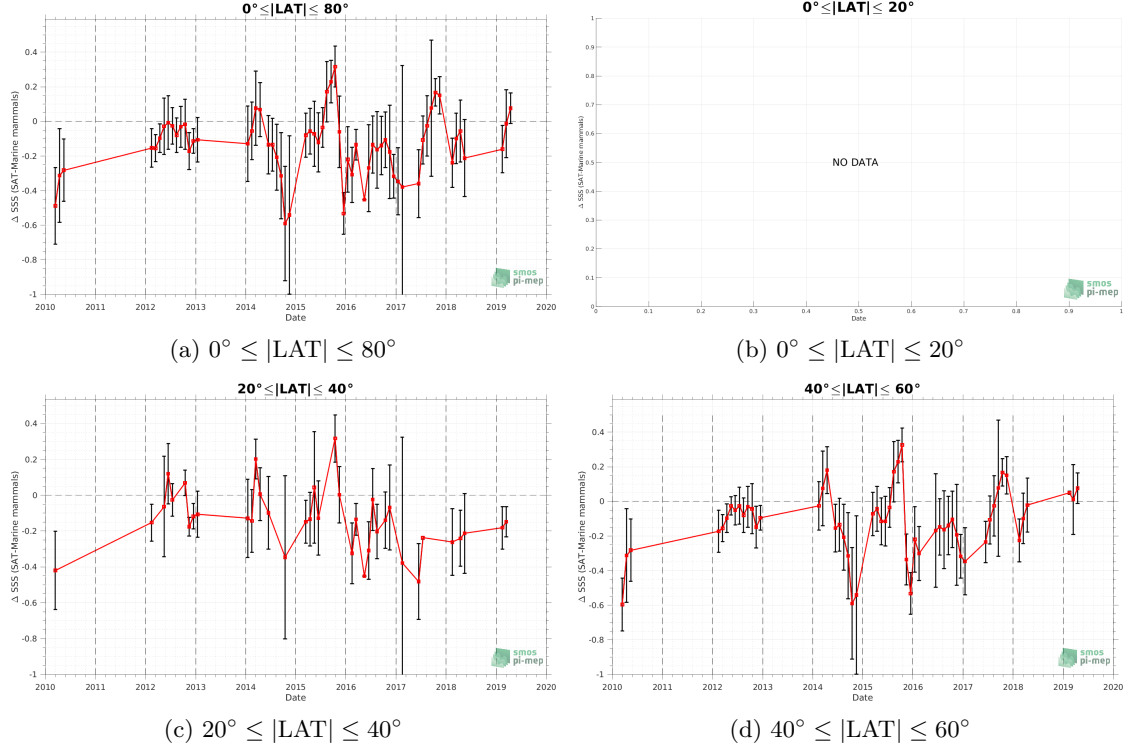 0°≤|LAT|≤ 80°
Δ SSS (SAT-Marine mammals)
0.4
0.2
0
-0.2
-0.4
-0.6
-0.8
-1
2010 2011 2012 2013 2014 2015 2016 2017 2018 2019 2020
Date
smos
pi-mep
(a) 0° ≤ |LAT| ≤ 80°
0°≤|LAT|≤ 20°
Δ SSS (SAT-Marine mammals)
1
0.9
0.8
0.7
0.6
0.5
0.4
0.3
0.2
0.1
0
NO DATA
0 0.1 0.2 0.3 0.4 0.5 0.6 0.7 0.8 0.9 1
Date
smos
pi-mep
(b) 0° ≤ |LAT| ≤ 20°
20°≤|LAT|≤ 40°
Δ SSS (SAT-Marine mammals)
0.4
0.2
0
-0.2
-0.4
-0.6
-0.8
-1
2010 2011 2012 2013 2014 2015 2016 2017 2018 2019 2020
Date
smos
pi-mep
(c) 20° ≤ |LAT| ≤ 40°
40°≤|LAT|≤ 60°
Δ SSS (SAT-Marine mammals)
0.4
0.2
0
-0.2
-0.4
-0.6
-0.8
-1
2010 2011 2012 2013 2014 2015 2016 2017 2018 2019 2020
Date
smos
pi-mep
(d) 40° ≤ |LAT| ≤ 60°